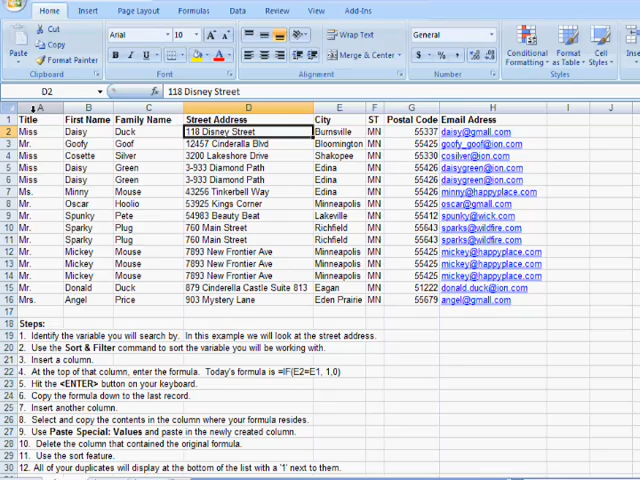 Home Insert Page Layout Formulas Data Review View Add-Ins
Cut
Copy
Paste
Format Painter
Clipboard
Arial 10
B I U
Font
Wrap Text
Merge & Center
Alignment
General
$ % ,
Number
Conditional Formatting
Format as Table
Cell Styles
Styles
D2 118 Disney Street
A B C D E F G H I J K
1 Title First Name Family Name Street Address City ST Postal Code Email Adress
2 Miss Daisy Duck 118 Disney Street Burnsville MN 55337 daisy@gmall.com
3 Mr. Goofy Goof 12457 Cinderalla Blvd Bloomington MN 55425 goofy_goof@ion.com
4 Miss Cosette Silver 3200 Lakeshore Drive Shakopee MN 55330 cosilver@ion.com
5 Miss Daisy Green 3-933 Diamond Path Edina MN 55426 daisygreen@ion.com
6 Miss Daisy Green 3-933 Diamond Path Edina MN 55426 daisygreen@ion.com
7 Ms. Minny Mouse 43256 Tinkerbell Way Edina MN 55426 minny@happyplace.com
8 Mr. Oscar Hoolio 53925 Kings Corner Minneapolis MN 55425 oscar@gmall.com
9 Mr. Spunky Pete 54983 Beauty Beat Lakeville MN 55412 spunky@wick.com
10 Mr. Sparky Plug 760 Main Street Richfield MN 55643 sparks@wildfire.com
11 Mr. Sparky Plug 760 Main Street Richfield MN 55643 sparks@wildfire.com
12 Mr. Mickey Mouse 7893 New Frontier Ave Minneapolis MN 55425 mickey@happyplace.com
13 Mr. Mickey Mouse 7893 New Frontier Ave Minneapolis MN 55425 mickey@happyplace.com
14 Mr. Mickey Mouse 7893 New Frontier Ave Minneapolis MN 55425 mickey@happyplace.com
15 Mr. Donald Duck 879 Cinderella Castle Suite 813 Eagan MN 51222 donald.duck@ion.com
16 Mrs. Angel Price 903 Mystery Lane Eden Prairie MN 55679 angel@gmall.com
17
18 Steps:
19 1. Identify the variable you will search by. In this example we will look at the street address.
20 2. Use the Sort & Filter command to sort the variable you will be working with.
21 3. Insert a column.
22 4. At the top of that column, enter the formula. Today's formula is =IF(E2=E1, 1,0)
23 5. Hit the <ENTER> button on your keyboard.
24 6. Copy the formula down to the last record.
25 7. Insert another column.
26 8. Select and copy the contents in the column where your formula resides.
27 9. Use Paste Special: Values and paste in the newly created column.
28 10. Delete the column that contained the original formula.
29 11. Use the sort feature.
30 12. All of your duplicates will display at the bottom of the list with a '1' next to them.